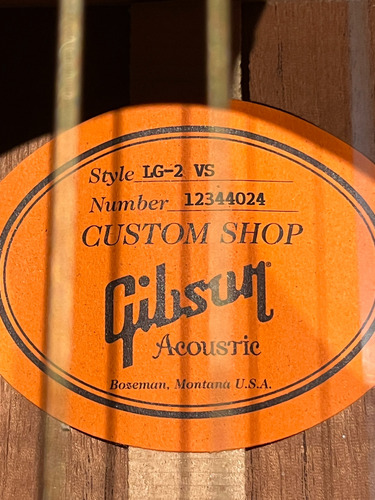 Style LG-2 VS
Number 12344024
CUSTOM SHOP
Gibson®
Acoustic
Bozeman, Montana U.S.A.